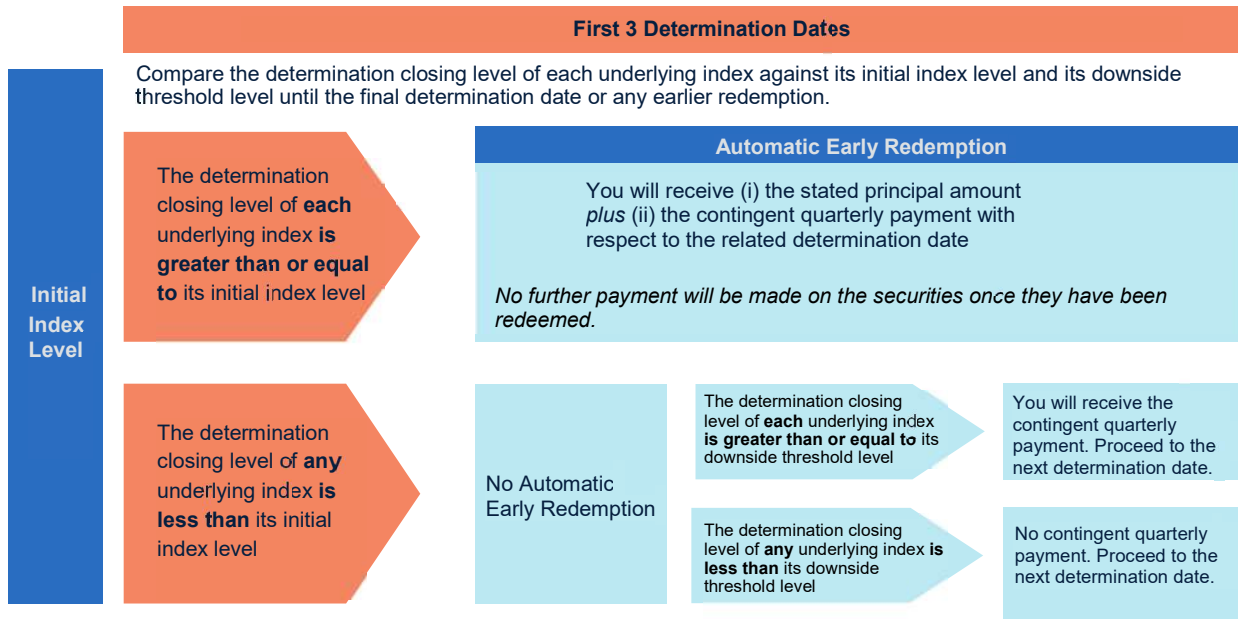 First 3 Determination Dates
Compare the determination closing level of each underlying index against its initial index level and its downside
threshold level until the final determination date or any earlier redemption.
Initial
Index
Level
The determination
closing level of each
underlying index is
greater than or equal
to its initial index level
Automatic Early Redemption
You will receive (i) the stated principal amount
plus (ii) the contingent quarterly payment with
respect to the related determination date
No further payment will be made on the securities once they have been
redeemed.
The determination
closing level of any
underlying index is
less than its initial
index level
No Automatic
Early Redemption
The determination closing
level of each underlying index
is greater than or equal to its
downside threshold level
You will receive the
contingent quarterly
payment. Proceed to the
next determination date.
The determination closing
level of any underlying index is
less than its downside
threshold level
No contingent quarterly
payment. Proceed to the
next determination date.